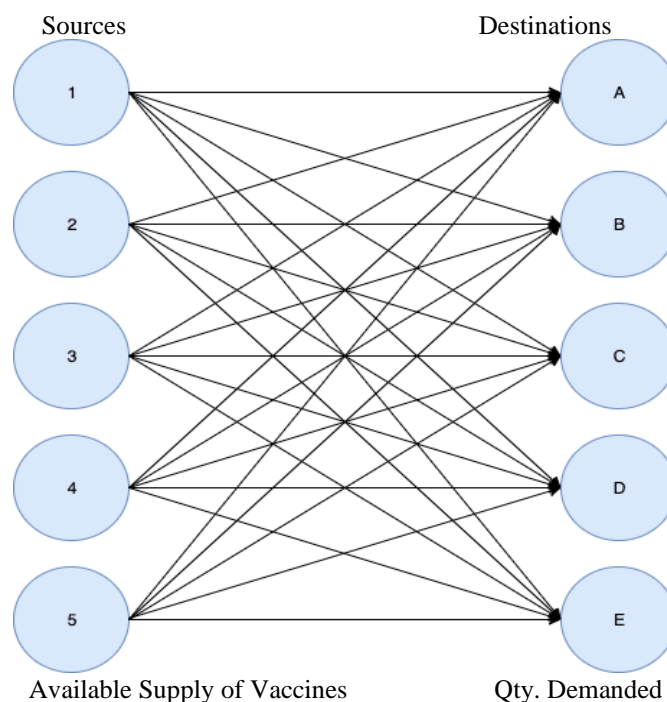 Sources Destinations
1 A
2 B
3 C
4 D
5 E
Available Supply of Vaccines Qty. Demanded